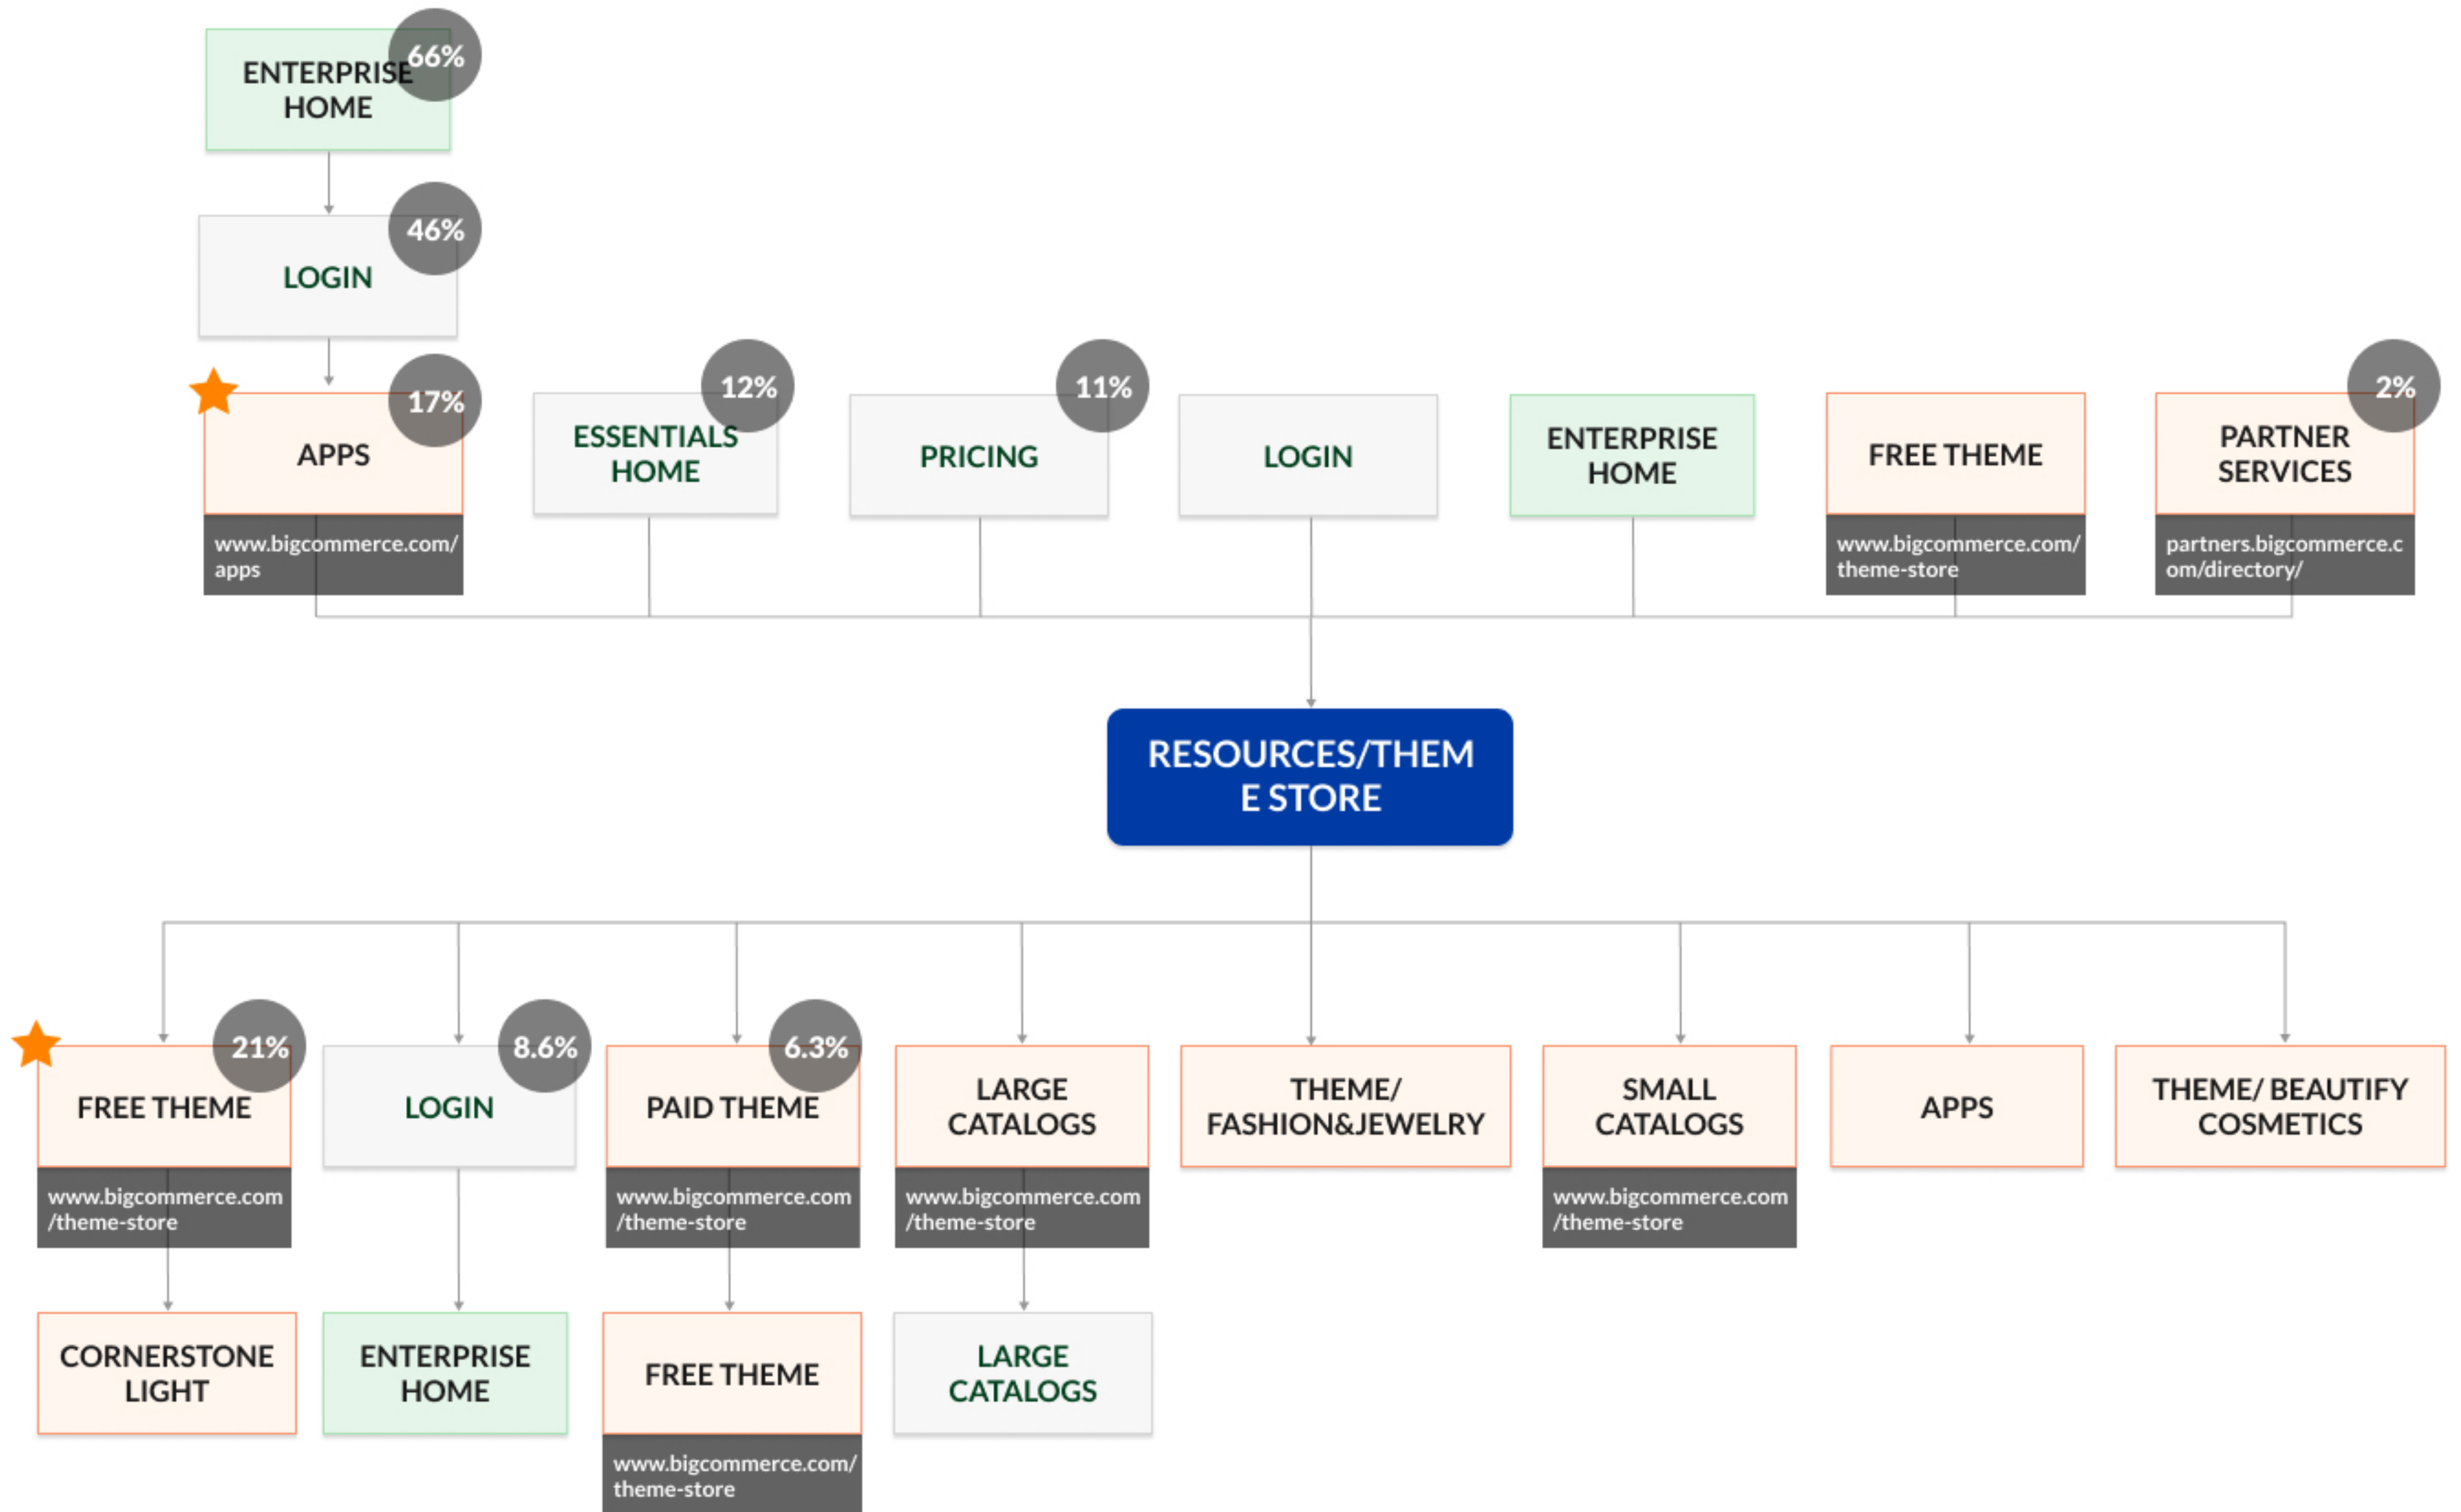 66%
ENTERPRISE
HOME
46%
LOGIN
17%
APPS
www.bigcommerce.com/
apps
12%
ESSENTIALS
HOME
11%
PRICING
LOGIN
ENTERPRISE
HOME
FREE THEME
www.bigcommerce.com/
theme-store
2%
PARTNER
SERVICES
partners.bigcommerce.c
om/directory/
RESOURCES/THEM
E STORE
21%
FREE THEME
www.bigcommerce.com
/theme-store
8.6%
LOGIN
6.3%
PAID THEME
www.bigcommerce.com
/theme-store
LARGE
CATALOGS
www.bigcommerce.com
/theme-store
THEME/
FASHION&JEWELRY
SMALL
CATALOGS
www.bigcommerce.com
/theme-store
APPS
THEME/ BEAUTIFY
COSMETICS
CORNERSTONE
LIGHT
ENTERPRISE
HOME
FREE THEME
www.bigcommerce.com/
theme-store
LARGE
CATALOGS